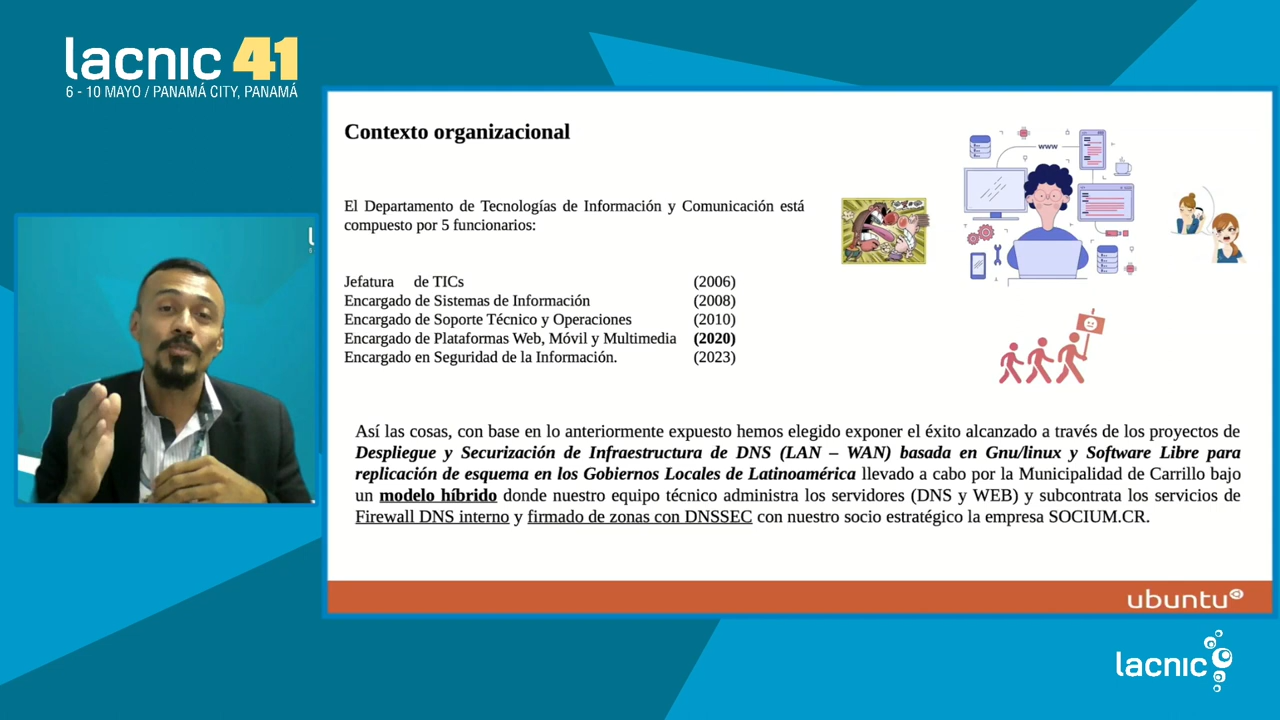 lacnic 41
6 - 10 MAYO / PANAMÁ CITY, PANAMÁ
Contexto organizacional
www
El Departamento de Tecnologías de Información y Comunicación está
compuesto por 5 funcionarios:
Jefatura de TICs (2006)
Encargado de Sistemas de Información (2008)
Encargado de Soporte Técnico y Operaciones (2010)
Encargado de Plataformas Web, Móvil y Multimedia (2020)
Encargado en Seguridad de la Información. (2023)
Así las cosas, con base en lo anteriormente expuesto hemos elegido exponer el éxito alcanzado a través de los proyectos de
Despliegue y Securización de Infraestructura de DNS (LAN – WAN) basada en Gnu/linux y Software Libre para
replicación de esquema en los Gobiernos Locales de Latinoamérica llevado a cabo por la Municipalidad de Carrillo bajo
un modelo híbrido donde nuestro equipo técnico administra los servidores (DNS y WEB) y subcontrata los servicios de
Firewall DNS interno y firmado de zonas con DNSSEC con nuestro socio estratégico la empresa SOCIUM.CR.
ubuntu
lacnic